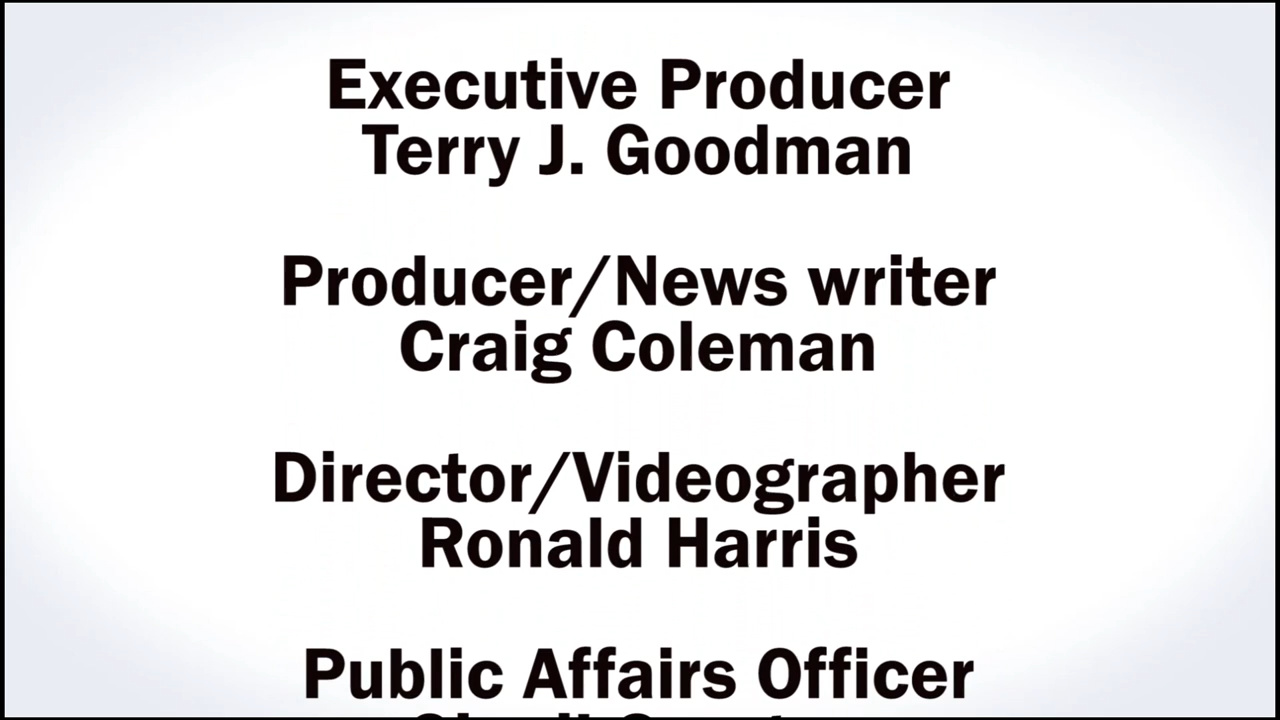 Executive Producer
Terry J. Goodman
Producer/News writer
Craig Coleman
Director/Videographer
Ronald Harris
Public Affairs Officer